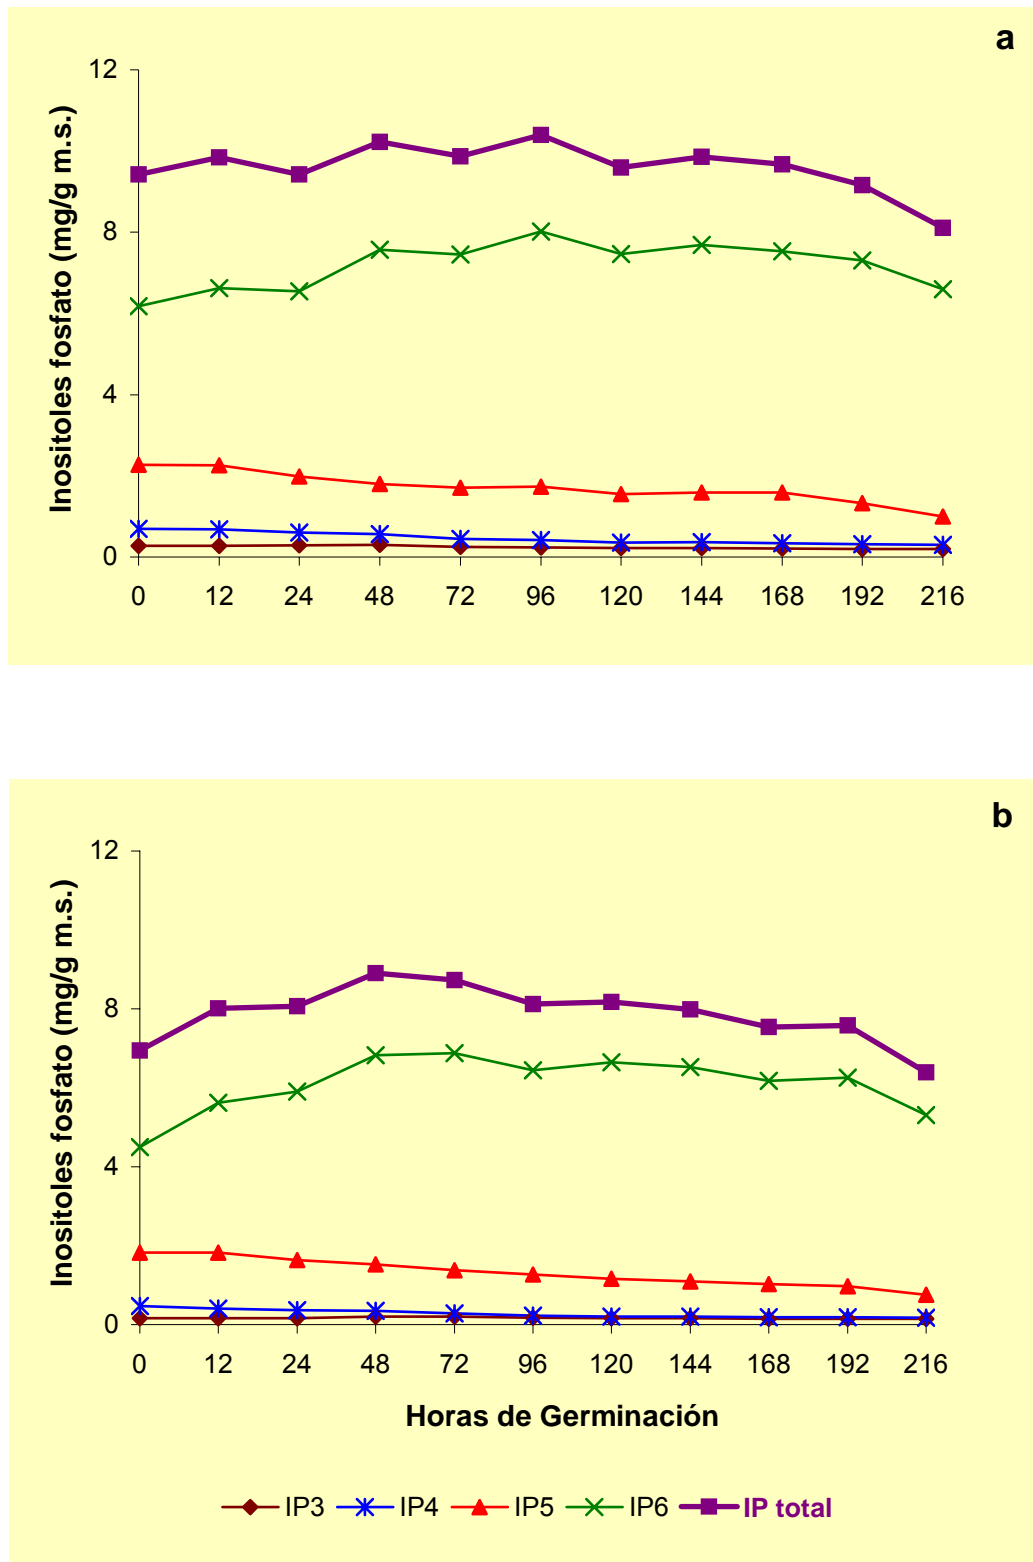 a
Inositoles fosfato (mg/g m.s.)
12
8
4
0
0 12 24 48 72 96 120 144 168 192 216
b
Inositoles fosfato (mg/g m.s.)
12
8
4
0
0 12 24 48 72 96 120 144 168 192 216
Horas de Germinación
IP3 IP4 IP5 IP6 IP total